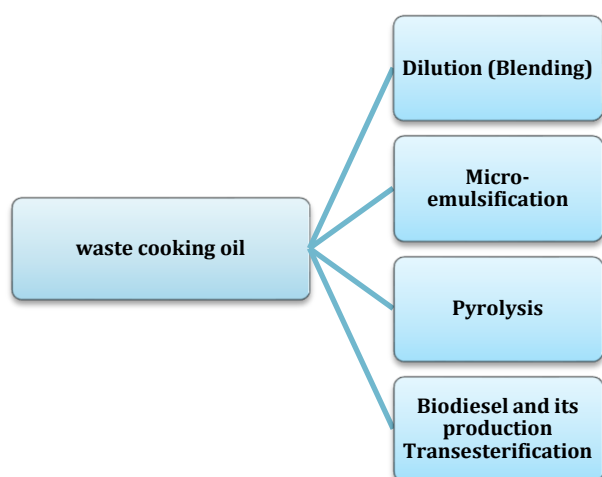 Dilution (Blending)
Micro-
emulsification
waste cooking oil
Pyrolysis
Biodiesel and its
production
Transesterification